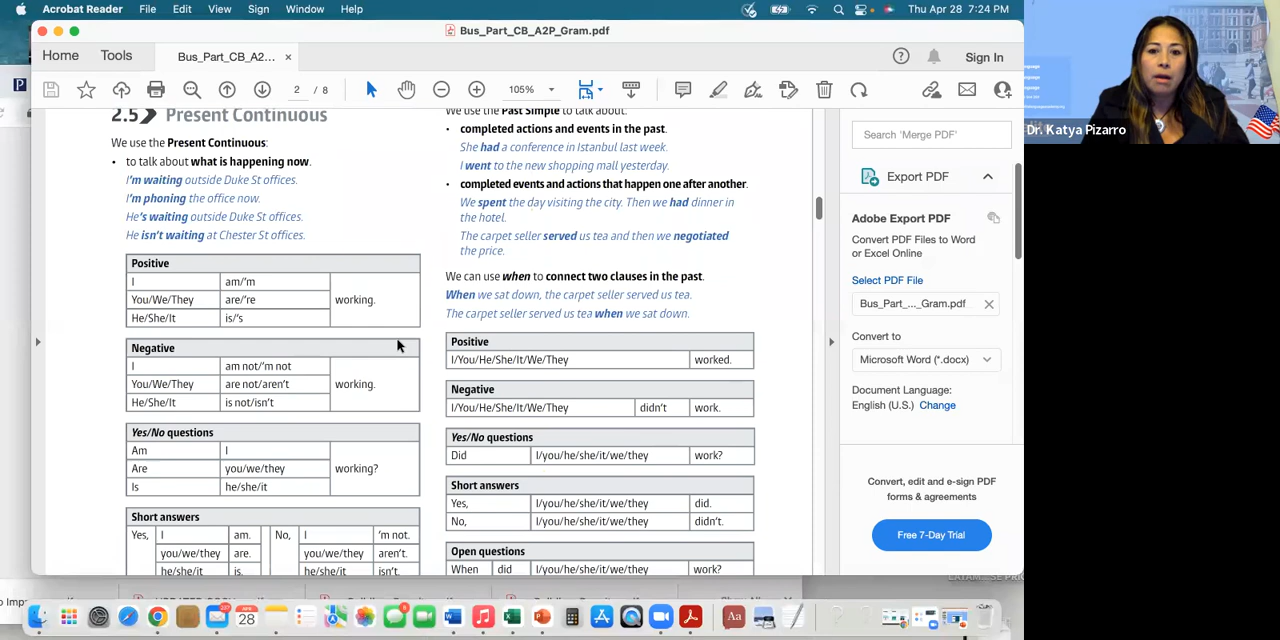 Acrobat Reader File Edit View Sign Window Help
Thu Apr 28 7:24 PM
Bus_Part_CB_A2P_Gram.pdf
Home Tools Bus_Part_CB_A2... × Sign In
2 / 8 105%
2.5 Present Continuous
We use the Present Continuous:
• to talk about what is happening now.
I'm waiting outside Duke St offices.
I'm phoning the office now.
He's waiting outside Duke St offices.
He isn't waiting at Chester St offices.
Positive
I am/'m
You/We/They are/'re working.
He/She/It is/'s
Negative
I am not/'m not
You/We/They are not/aren't working.
He/She/It is not/isn't
Yes/No questions
Am I
Are you/we/they working?
Is he/she/it
Short answers
Yes, I am. No, I 'm not.
you/we/they are. you/we/they aren't.
he/she/it is. he/she/it isn't.
We use the Past Simple to talk about:
• completed actions and events in the past.
She had a conference in Istanbul last week.
I went to the new shopping mall yesterday.
• completed events and actions that happen one after another.
We spent the day visiting the city. Then we had dinner in
the hotel.
The carpet seller served us tea and then we negotiated
the price.
We can use when to connect two clauses in the past.
When we sat down, the carpet seller served us tea.
The carpet seller served us tea when we sat down.
Positive
I/You/He/She/It/We/They worked.
Negative
I/You/He/She/It/We/They didn't work.
Yes/No questions
Did I/you/he/she/it/we/they work?
Short answers
Yes, I/you/he/she/it/we/they did.
No, I/you/he/she/it/we/they didn't.
Open questions
When did I/you/he/she/it/we/they work?
Search 'Merge PDF'
Export PDF
Adobe Export PDF
Convert PDF Files to Word
or Excel Online
Select PDF File
Bus_Part_..._Gram.pdf
Convert to
Microsoft Word (*.docx)
Document Language:
English (U.S.) Change
Convert, edit and e-sign PDF
forms & agreements
Free 7-Day Trial
Dr. Katya Pizarro
28